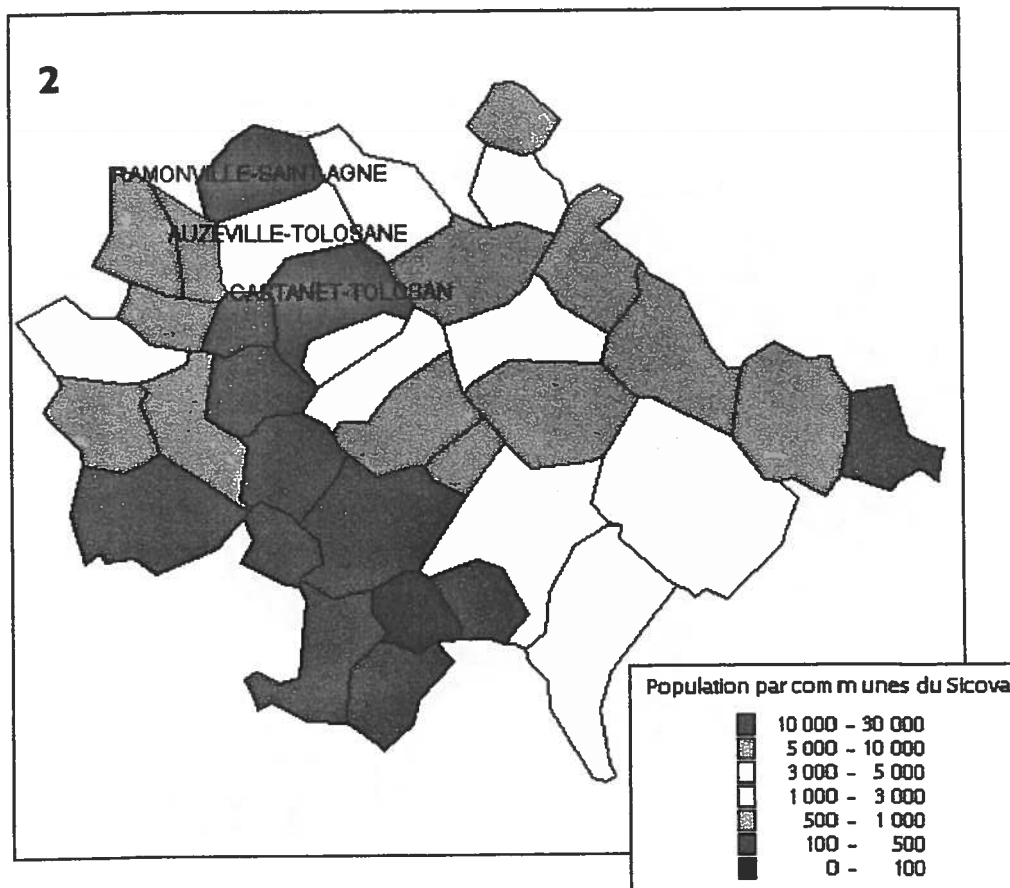 2
RAMONVILLE-SAINT-AGNE
AUZEVILLE-TOLOSANE
CASTANET-TOLOSAN
Population par communes du Sicova
10 000 - 30 000
5 000 - 10 000
3 000 - 5 000
1 000 - 3 000
500 - 1 000
100 - 500
0 - 100